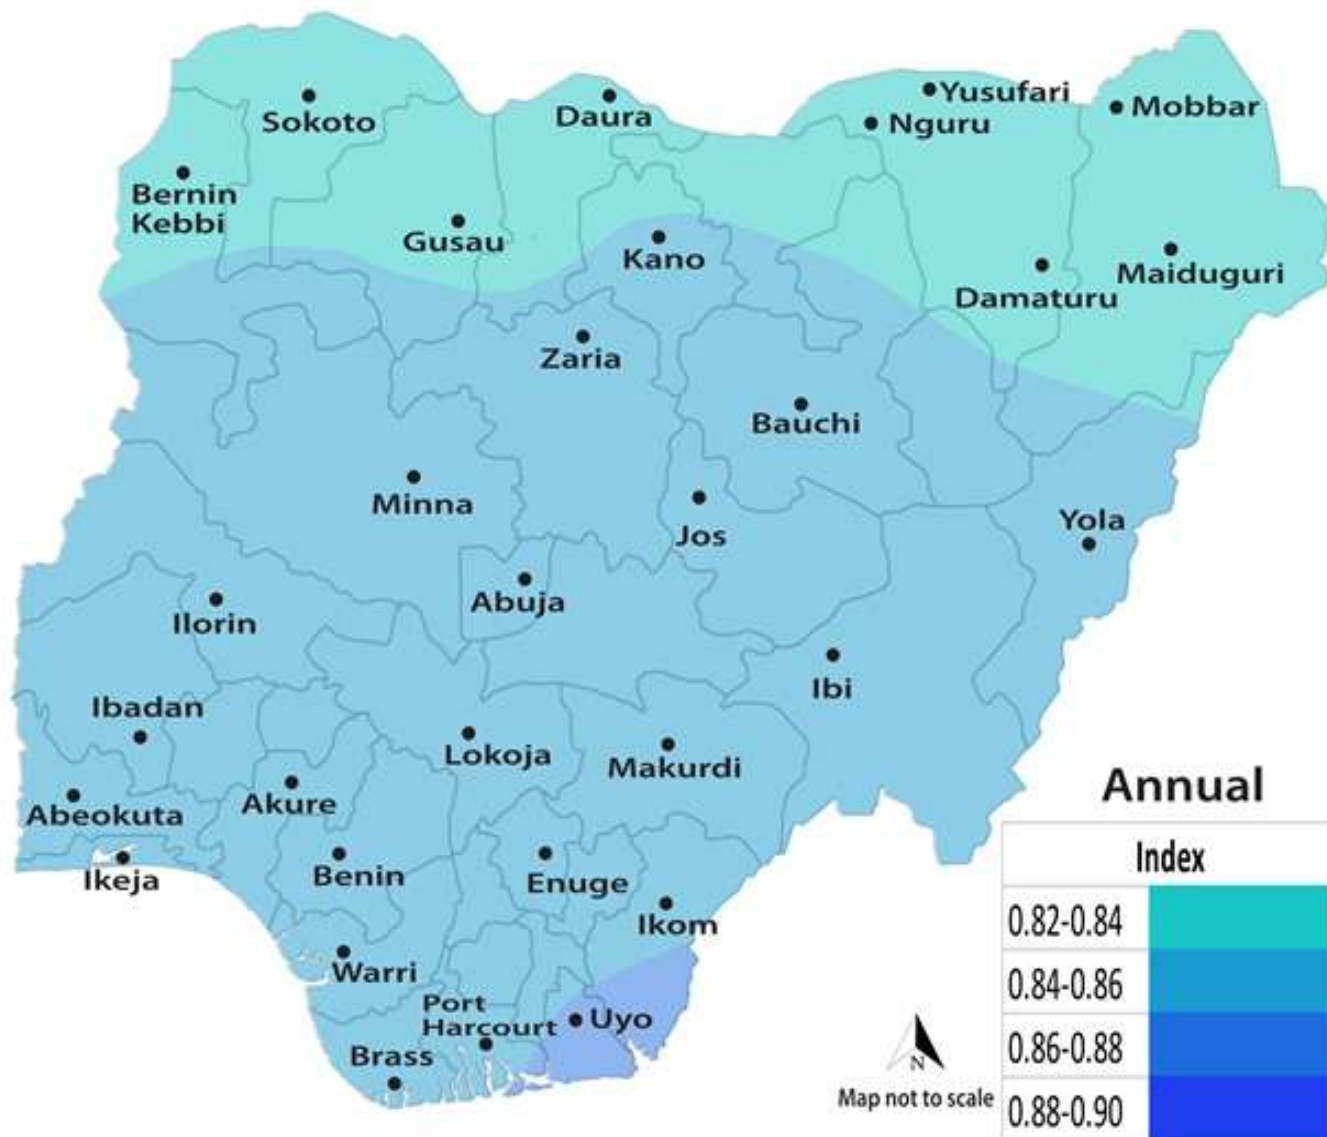 Yusufari
Sokoto
Daura
Nguru
Mobbar
Bernin
Kebbi
Gusau
Kano
Damaturu
Maiduguri
Zaria
Bauchi
Minna
Jos
Yola
Abuja
Ilorin
Ibi
Ibadan
Lokoja
Makurdi
Abeokuta
Akure
Ikeja
Benin
Enuge
Ikom
Warri
Port
Harcourt
Uyo
Brass
Annual
Index
0.82-0.84
0.84-0.86
0.86-0.88
0.88-0.90
N
Map not to scale